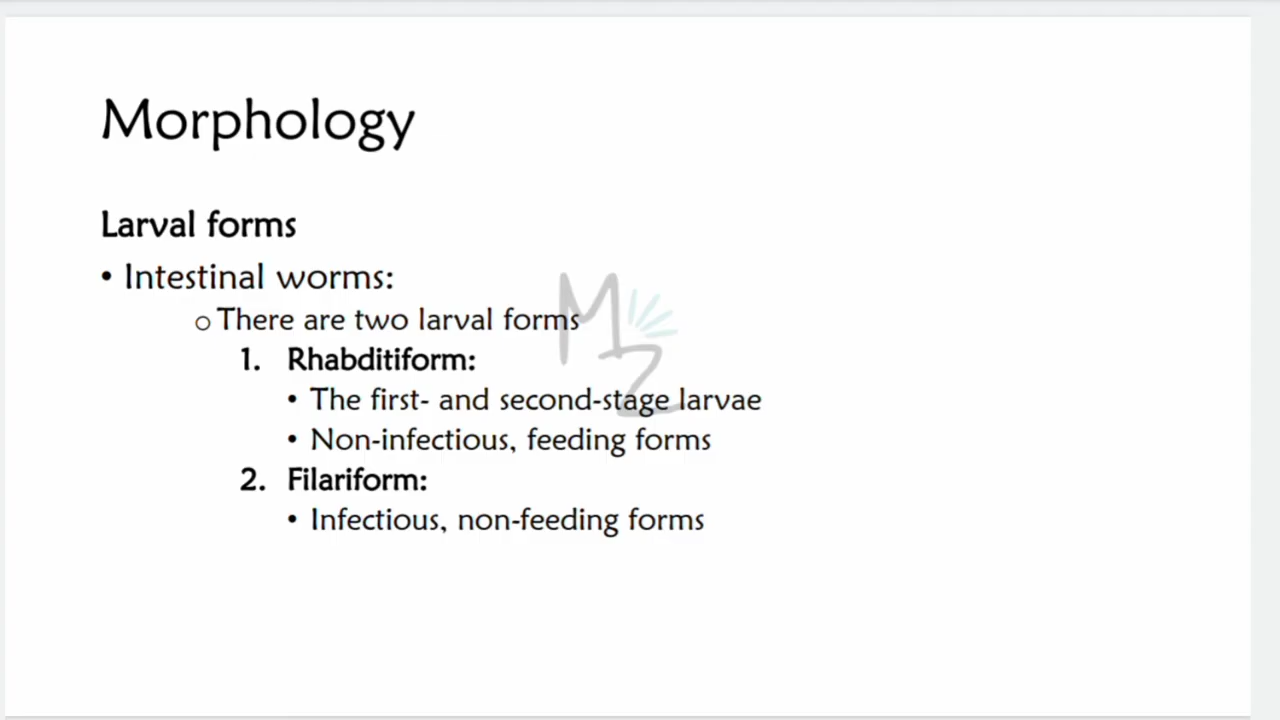 Morphology
Larval forms
• Intestinal worms:
o There are two larval forms
1. Rhabditiform:
• The first- and second-stage larvae
• Non-infectious, feeding forms
2. Filariform:
• Infectious, non-feeding forms
MZ